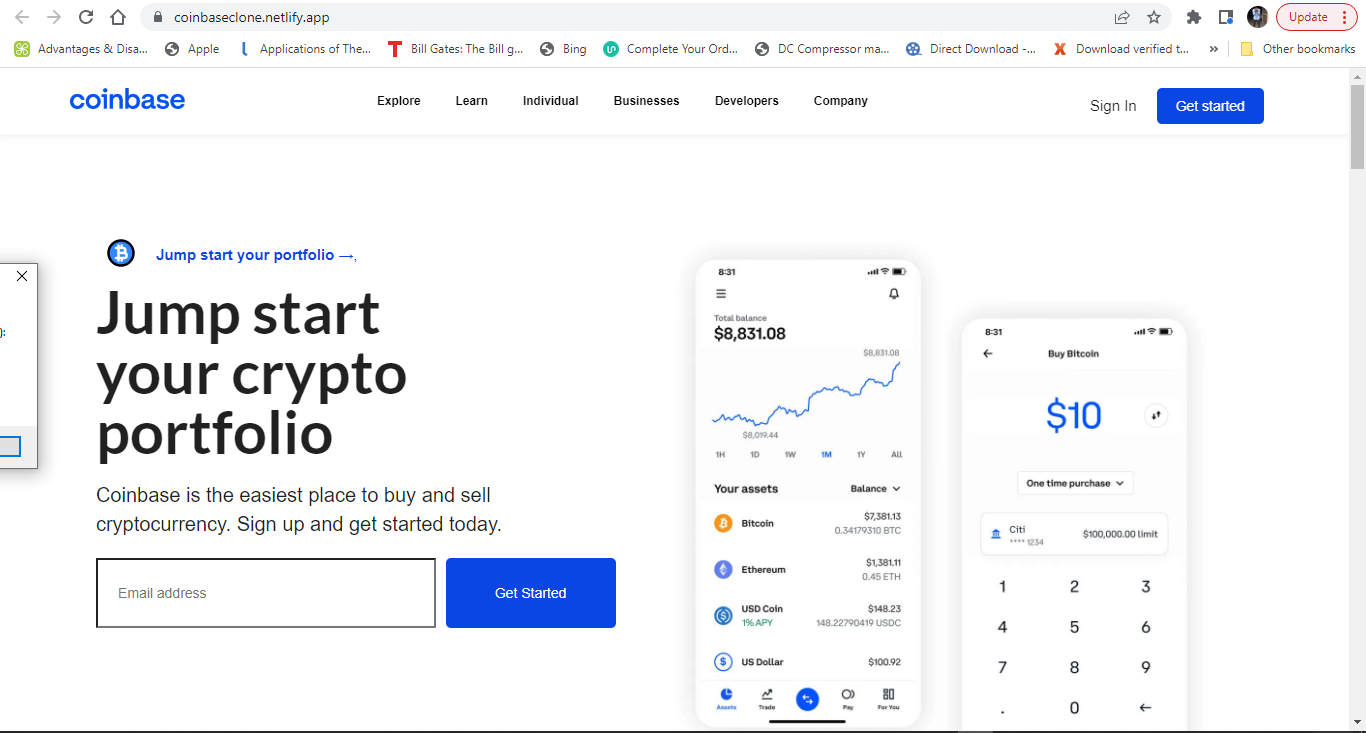 coinbaseclone.netlify.app
Update
Advantages & Disa...
Apple
Applications of The...
Bill Gates: The Bill g...
Bing
Complete Your Ord...
DC Compressor ma...
Direct Download -...
Download verified t...
»
Other bookmarks
coinbase
Explore
Learn
Individual
Businesses
Developers
Company
Sign In
Get started
):
Jump start your portfolio →,
Jump start
your crypto
portfolio
Coinbase is the easiest place to buy and sell
cryptocurrency. Sign up and get started today.
Email address
Get Started
8:31
Total balance
$8,831.08
$8,831.08
$8,019.44
1H 1D 1W 1M 1Y All
Your assets
Balance
Bitcoin
$7,381.13
0.34179310 BTC
Ethereum
$1,381.11
0.45 ETH
USD Coin
1% APY
$148.23
148.22790419 USDC
US Dollar
$100.92
Assets
Trade
Pay
For You
8:31
Buy Bitcoin
$10
One time purchase
Citi
**** 1234
$100,000.00 limit
1 2 3
4 5 6
7 8 9
. 0 ←